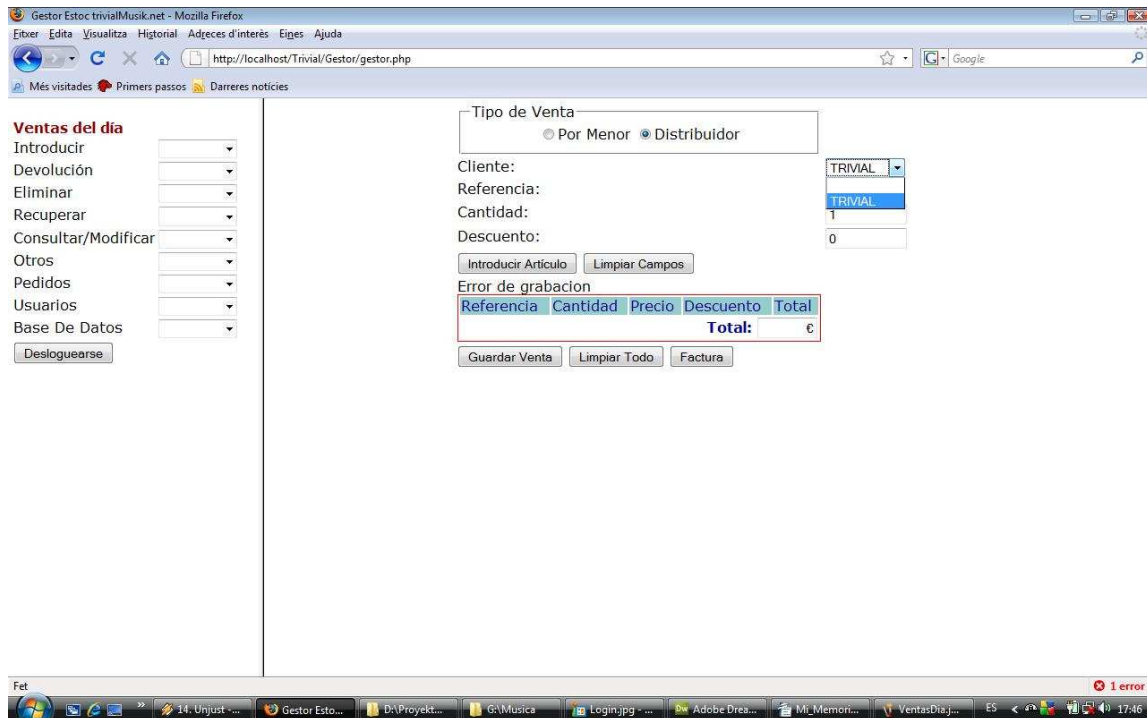 Gestor Estoc trivialMusik.net - Mozilla Firefox
Fitxer Edita Visualitza Historial Adreces d'interès Eines Ajuda
http://localhost/Trivial/Gestor/gestor.php
Google
Més visitades Primers passos Darreres notícies
Ventas del día
Introducir
Devolución
Eliminar
Recuperar
Consultar/Modificar
Otros
Pedidos
Usuarios
Base De Datos
Desloguearse
Tipo de Venta
Por Menor Distribuidor
Cliente: TRIVIAL
TRIVIAL
Referencia:
Cantidad: 1
Descuento: 0
Introducir Artículo Limpiar Campos
Error de grabacion
Referencia Cantidad Precio Descuento Total
Total: €
Guardar Venta Limpiar Todo Factura
Fet 1 error
14. Unjust -... Gestor Esto... D:\Proyekt... G:\Musica Login.jpg - ... Adobe Drea... Mi_Memori... VentasDia.j... ES 17:46